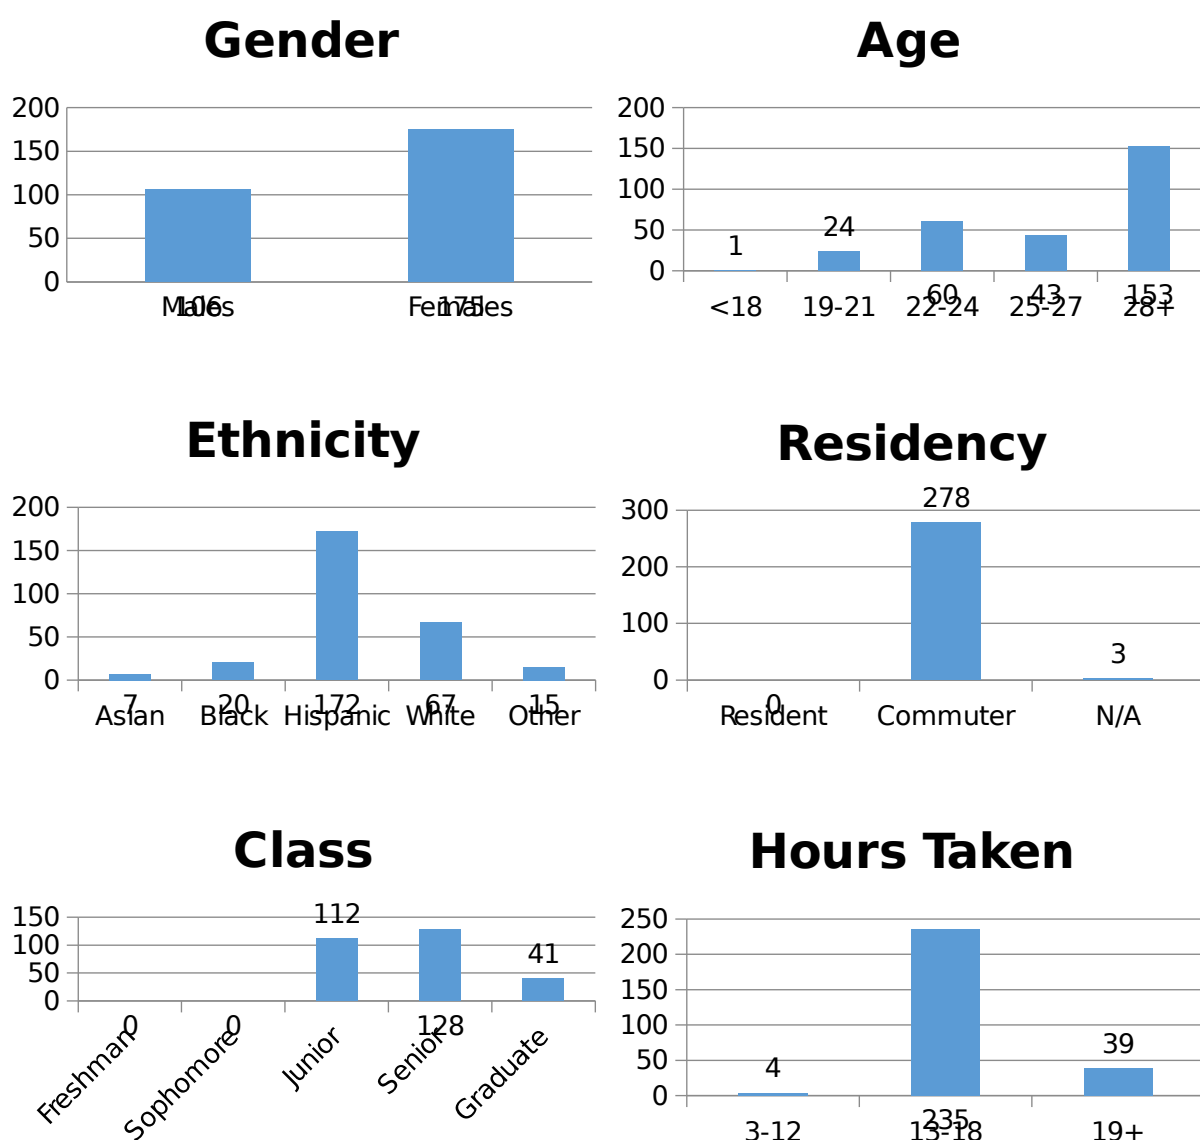 Gender
200
150
100
50
0
106 175
Males Females
Age
200
150
100
50
0
1 24 60 43 153
<18 19-21 22-24 25-27 28+
Ethnicity
200
150
100
50
0
7 20 172 67 15
Asian Black Hispanic White Other
Residency
278
300
200
100
0
3
0
Resident Commuter N/A
Class
112
150
100
50
0
41
0 0 128
Freshman Sophomore Junior Senior Graduate
Hours Taken
250
200
150
100
50
0
4 39
235
3-12 13-18 19+